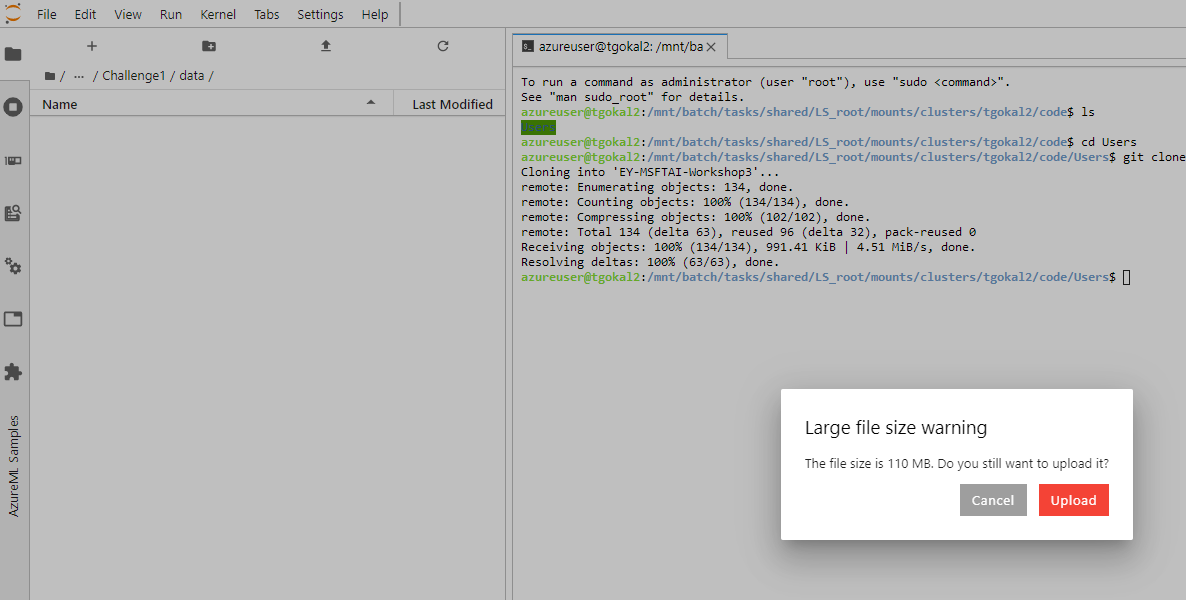 File Edit View Run Kernel Tabs Settings Help
azureuser@tgokal2: /mnt/ba
/ ... / Challenge1 / data /
Name Last Modified
AzureML Samples
To run a command as administrator (user "root"), use "sudo <command>".
See "man sudo_root" for details.
azureuser@tgokal2:/mnt/batch/tasks/shared/LS_root/mounts/clusters/tgokal2/code$ ls
Users
azureuser@tgokal2:/mnt/batch/tasks/shared/LS_root/mounts/clusters/tgokal2/code$ cd Users
azureuser@tgokal2:/mnt/batch/tasks/shared/LS_root/mounts/clusters/tgokal2/code/Users$ git clone
Cloning into 'EY-MSFTAI-Workshop3'...
remote: Enumerating objects: 134, done.
remote: Counting objects: 100% (134/134), done.
remote: Compressing objects: 100% (102/102), done.
remote: Total 134 (delta 63), reused 96 (delta 32), pack-reused 0
Receiving objects: 100% (134/134), 991.41 KiB | 4.51 MiB/s, done.
Resolving deltas: 100% (63/63), done.
azureuser@tgokal2:/mnt/batch/tasks/shared/LS_root/mounts/clusters/tgokal2/code/Users$
Large file size warning
The file size is 110 MB. Do you still want to upload it?
Cancel Upload